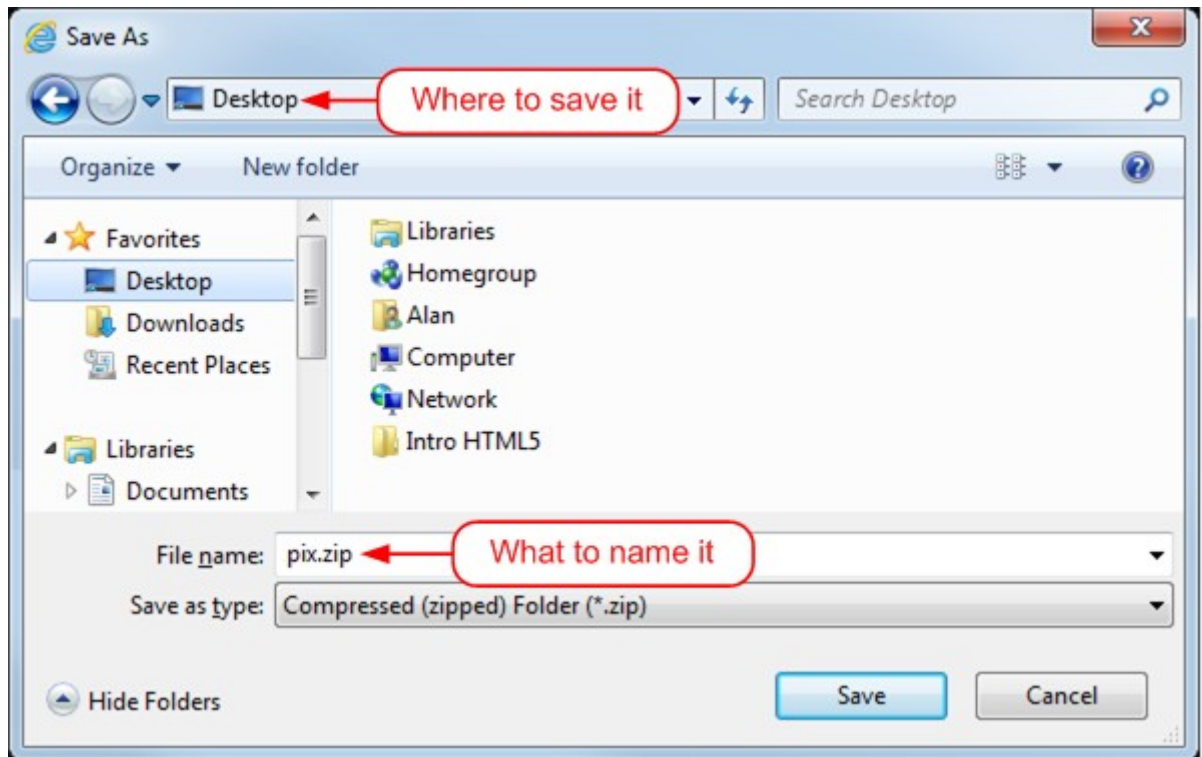 Save As
Desktop
Where to save it
Search Desktop
Organize
New folder
Favorites
Desktop
Downloads
Recent Places
Libraries
Documents
Libraries
Homegroup
Alan
Computer
Network
Intro HTML5
File name: pix.zip
What to name it
Save as type: Compressed (zipped) Folder (*.zip)
Hide Folders
Save
Cancel